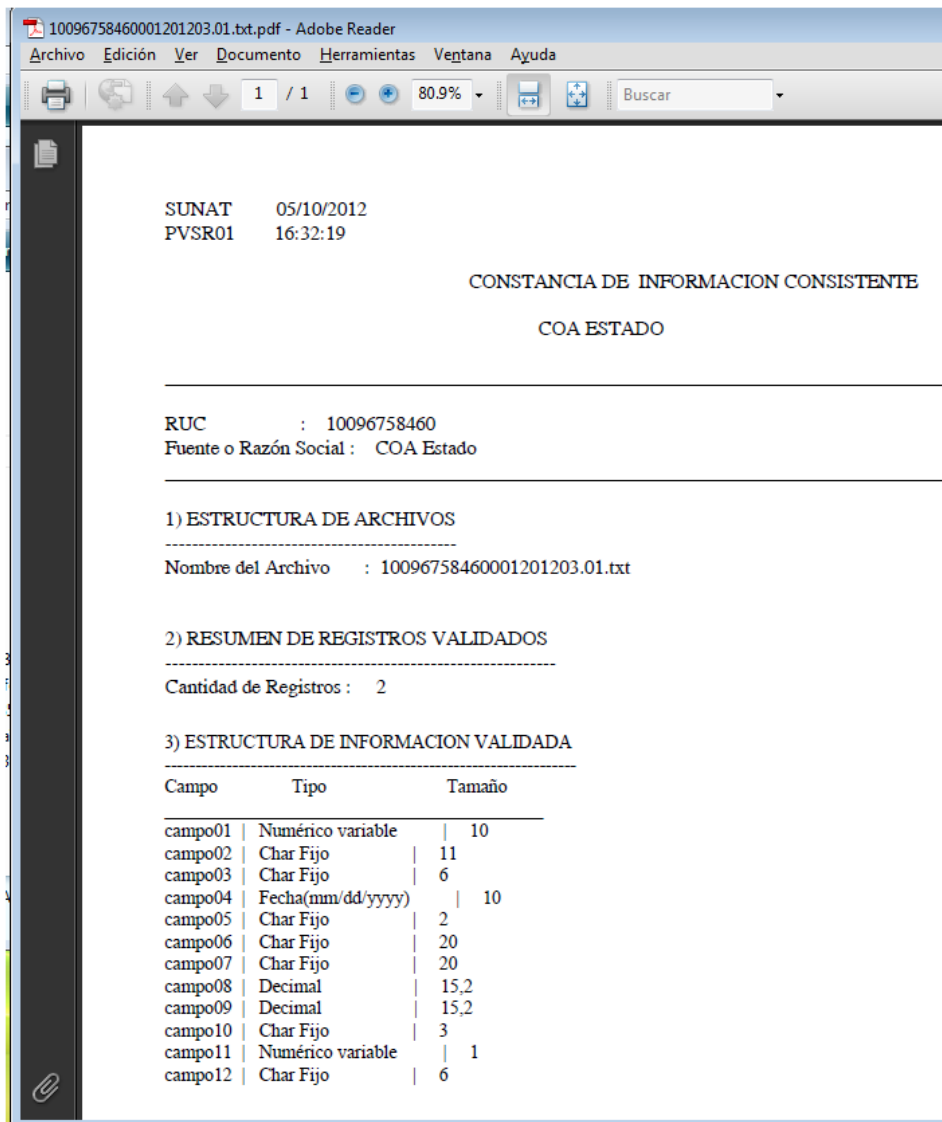 10096758460001201203.01.txt.pdf - Adobe Reader
Archivo Edición Ver Documento Herramientas Ventana Ayuda
1 / 1 80.9% Buscar
SUNAT 05/10/2012
PVSR01 16:32:19
CONSTANCIA DE INFORMACION CONSISTENTE
COA ESTADO
RUC : 10096758460
Fuente o Razón Social : COA Estado
1) ESTRUCTURA DE ARCHIVOS
--------------------------------------------
Nombre del Archivo : 10096758460001201203.01.txt
2) RESUMEN DE REGISTROS VALIDADOS
-----------------------------------------------------------
Cantidad de Registros : 2
3) ESTRUCTURA DE INFORMACION VALIDADA
--------------------------------------------------------------
Campo Tipo Tamaño
campo01 | Numérico variable | 10
campo02 | Char Fijo | 11
campo03 | Char Fijo | 6
campo04 | Fecha(mm/dd/yyyy) | 10
campo05 | Char Fijo | 2
campo06 | Char Fijo | 20
campo07 | Char Fijo | 20
campo08 | Decimal | 15,2
campo09 | Decimal | 15,2
campo10 | Char Fijo | 3
campo11 | Numérico variable | 1
campo12 | Char Fijo | 6